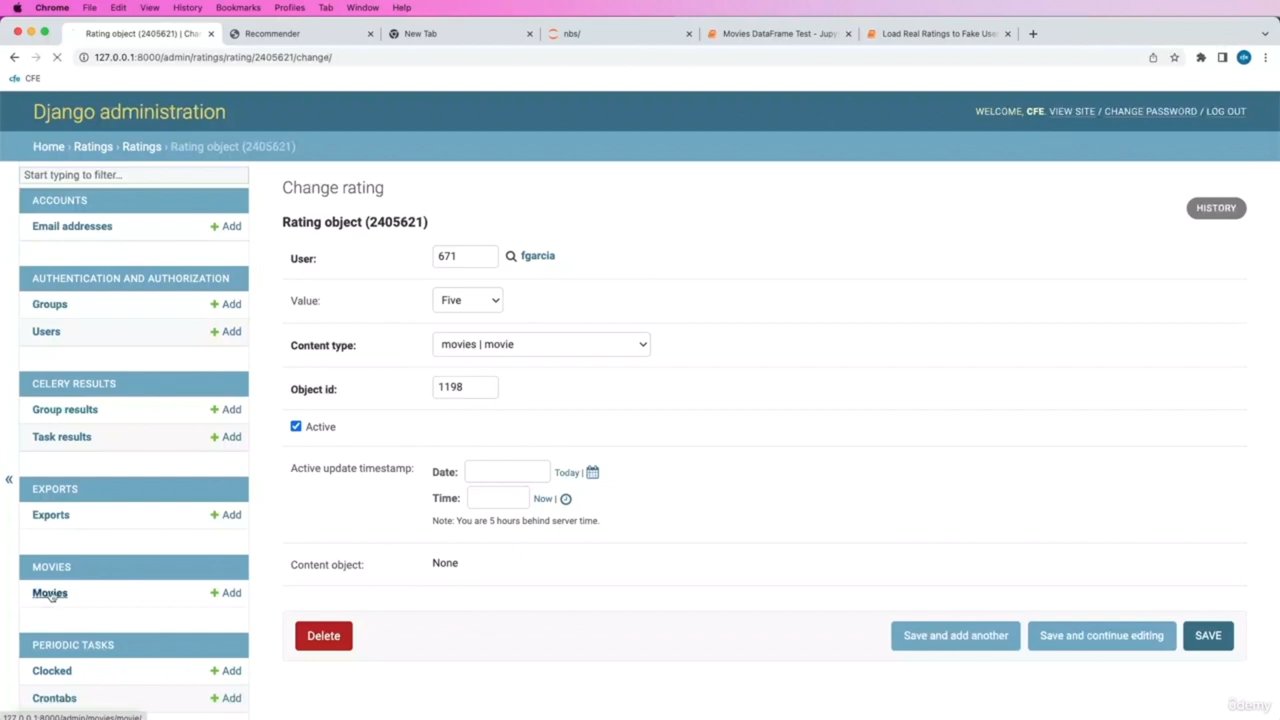 Chrome File Edit View History Bookmarks Profiles Tab Window Help
Rating object (2405621) | Cha
Recommender
New Tab
nbs/
Movies DataFrame Test - Jupy
Load Real Ratings to Fake Use
127.0.0.1:8000/admin/ratings/rating/2405621/change/
cfe CFE
Django administration
WELCOME, CFE. VIEW SITE / CHANGE PASSWORD / LOG OUT
Home › Ratings › Ratings › Rating object (2405621)
Start typing to filter...
ACCOUNTS
Email addresses + Add
AUTHENTICATION AND AUTHORIZATION
Groups + Add
Users + Add
CELERY RESULTS
Group results + Add
Task results + Add
«
EXPORTS
Exports + Add
MOVIES
Movies + Add
PERIODIC TASKS
Clocked + Add
Crontabs + Add
127.0.0.1:8000/admin/movies/movie/
Change rating
HISTORY
Rating object (2405621)
User: 671 fgarcia
Value: Five
Content type: movies | movie
Object id: 1198
Active
Active update timestamp: Date: Today |
Time: Now |
Note: You are 5 hours behind server time.
Content object: None
Delete Save and add another Save and continue editing SAVE
ûdemy